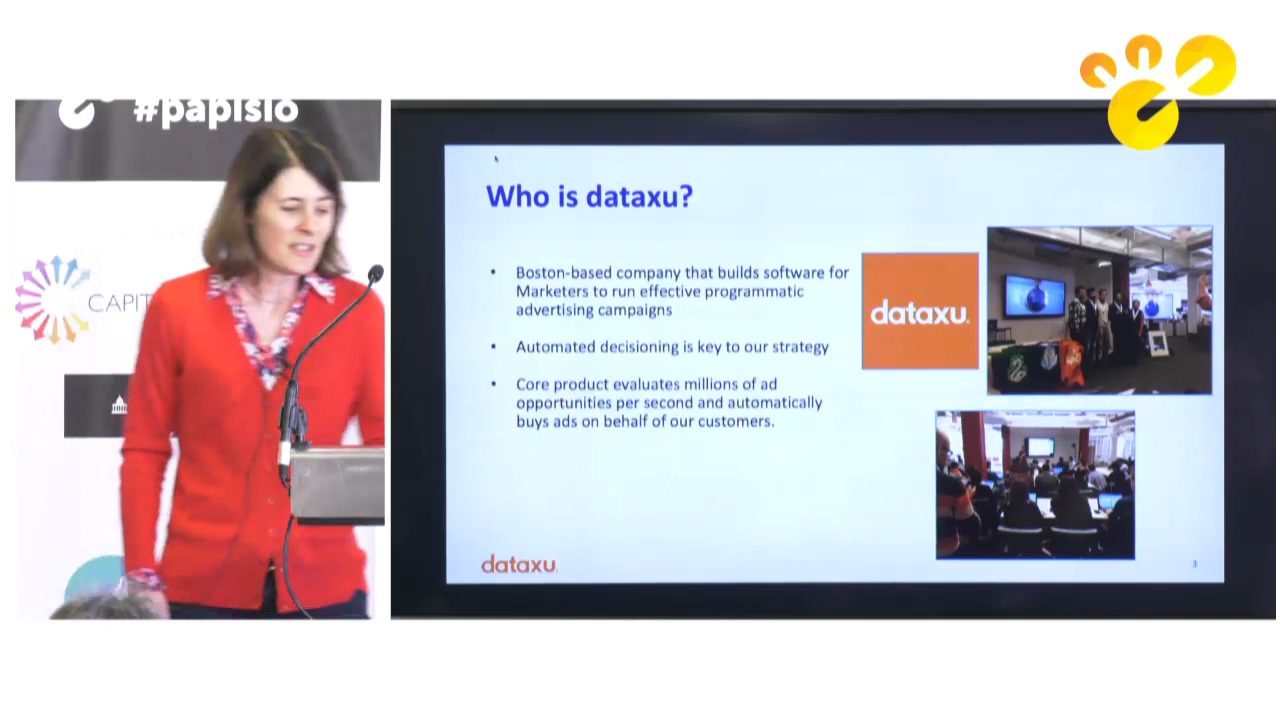 #papisio
CAPIT
Who is dataxu?
• Boston-based company that builds software for
Marketers to run effective programmatic
advertising campaigns
• Automated decisioning is key to our strategy
• Core product evaluates millions of ad
opportunities per second and automatically
buys ads on behalf of our customers.
dataxu.
dataxu.
3